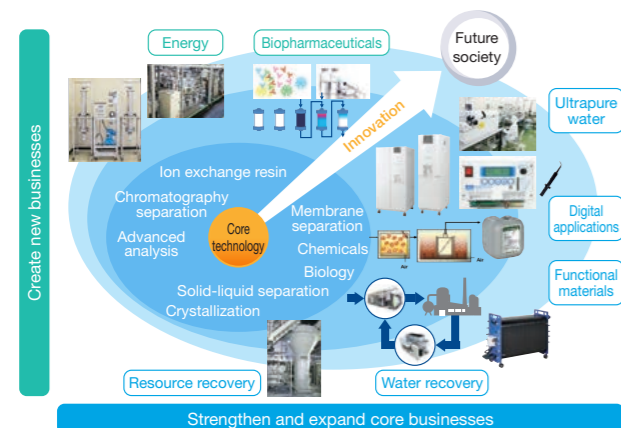 Energy
Biopharmaceuticals
Future
society
Ultrapure
water
Innovation
Create new businesses
Ion exchange resin
Chromatography
separation
Advanced
analysis
Core
technology
Membrane
separation
Chemicals
Biology
Solid-liquid separation
Crystallization
Air
Air
Digital
applications
Functional
materials
Resource recovery
Water recovery
Strengthen and expand core businesses